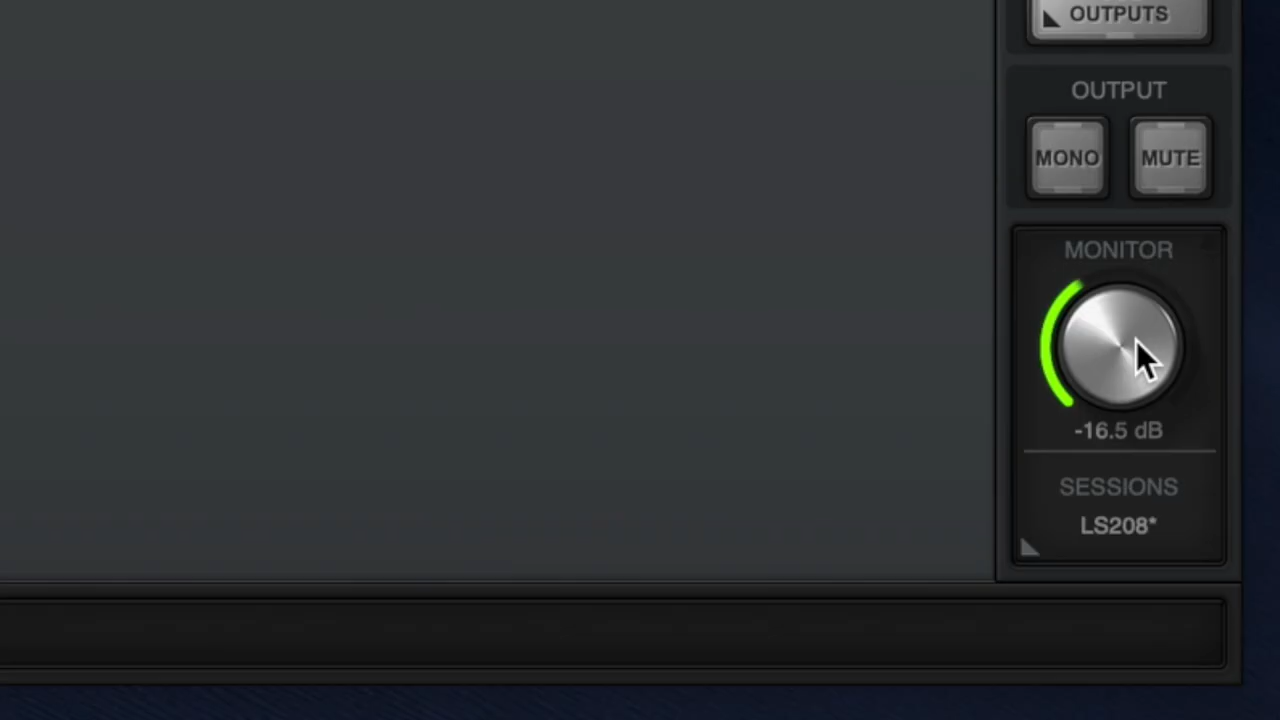 OUTPUTS
OUTPUT
MONO MUTE
MONITOR
-16.5 dB
SESSIONS
LS208*